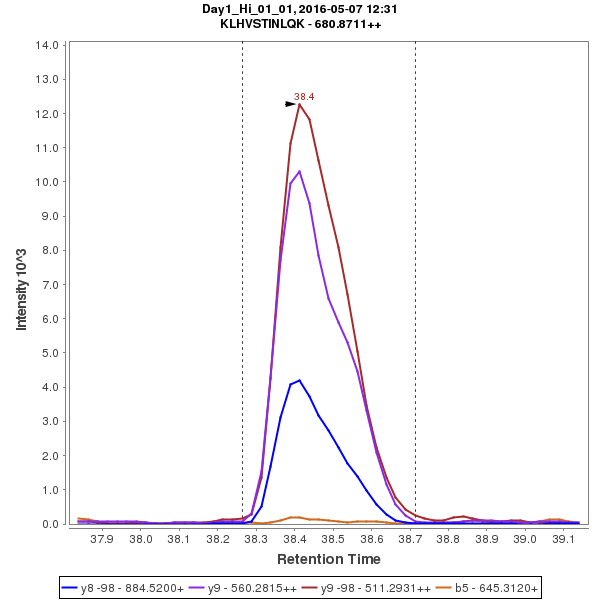 Day1_Hi_01_01, 2016-05-07 12:31
KLHVSTINLQK - 680.8711++
14.0
13.0
12.0
11.0
10.0
9.0
8.0
7.0
6.0
5.0
4.0
3.0
2.0
1.0
0.0
Intensity 10^3
38.4
37.9 38.0 38.1 38.2 38.3 38.4 38.5 38.6 38.7 38.8 38.9 39.0 39.1
Retention Time
y8 -98 - 884.5200+ y9 - 560.2815++ y9 -98 - 511.2931++ b5 - 645.3120+